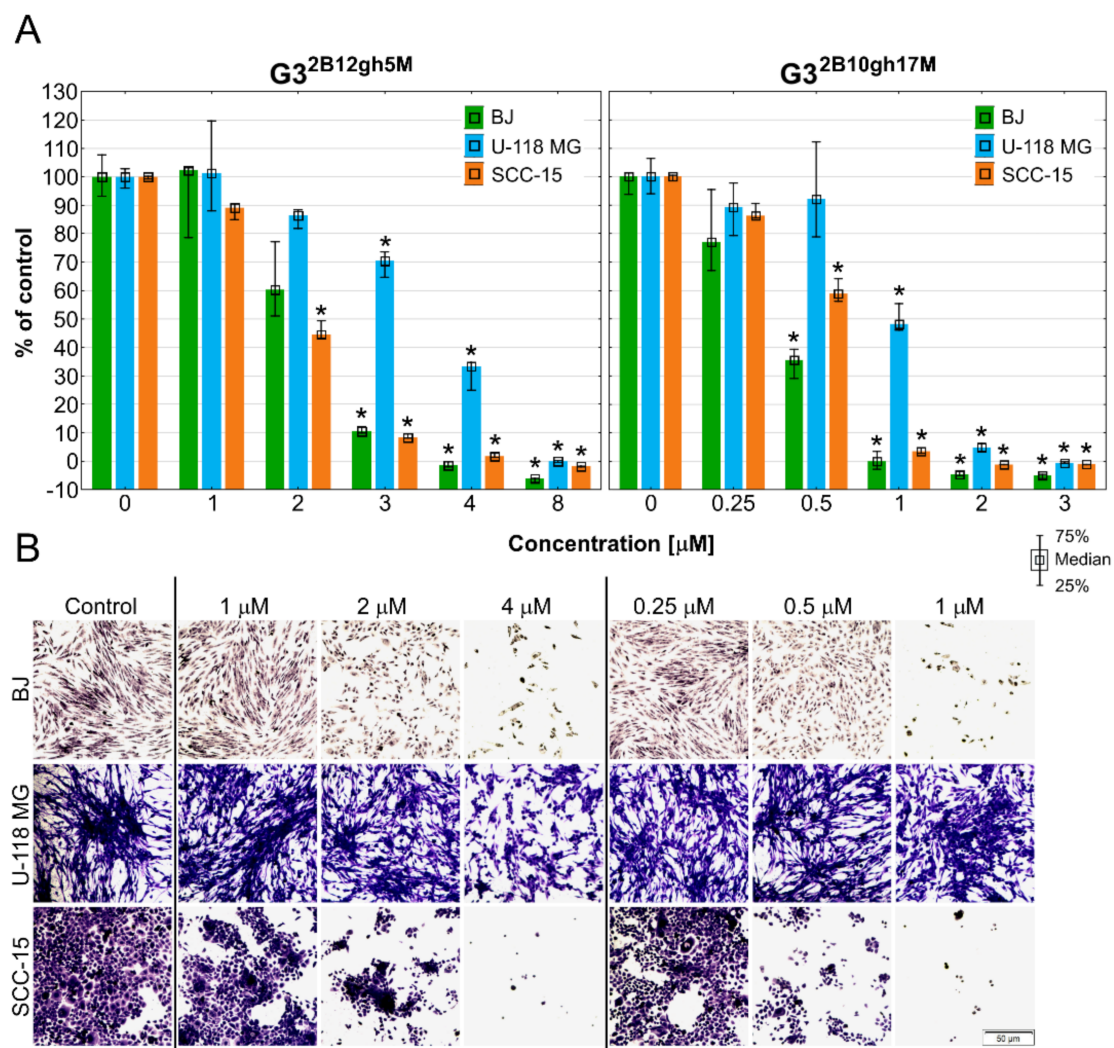 A
G3^2B12gh5M
G3^2B10gh17M
130
120
110
100
90
80
70
60
50
40
30
20
10
0
-10
% of control
BJ
U-118 MG
SCC-15
BJ
U-118 MG
SCC-15
* * * * * * * * * *
* * * * * * * * * * *
0 1 2 3 4 8
0 0.25 0.5 1 2 3
Concentration [µM]
75%
Median
25%
B
Control 1 µM 2 µM 4 µM 0.25 µM 0.5 µM 1 µM
BJ
U-118 MG
SCC-15
50 µm